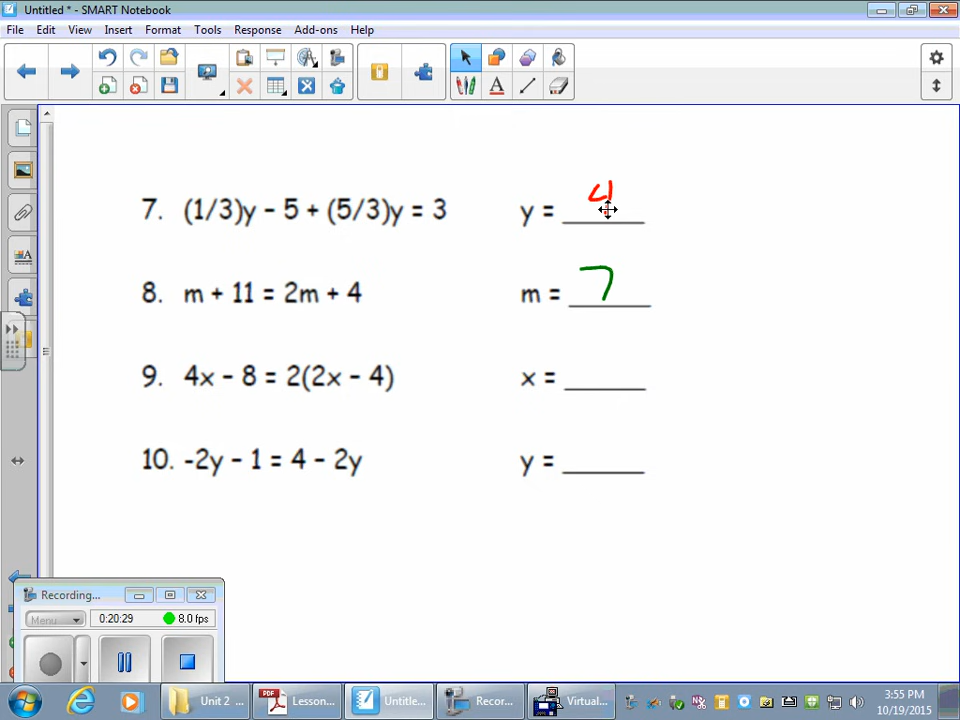 Untitled * - SMART Notebook
File Edit View Insert Format Tools Response Add-ons Help
7. (1/3)y – 5 + (5/3)y = 3 y = 4
8. m + 11 = 2m + 4 m = 7
9. 4x – 8 = 2(2x – 4) x = ______
10. -2y – 1 = 4 – 2y y = ______
Recording...
Menu 0:20:29 8.0 fps
Unit 2 ... Lesson... Untitle... Recor... Virtual... 3:55 PM
10/19/2015